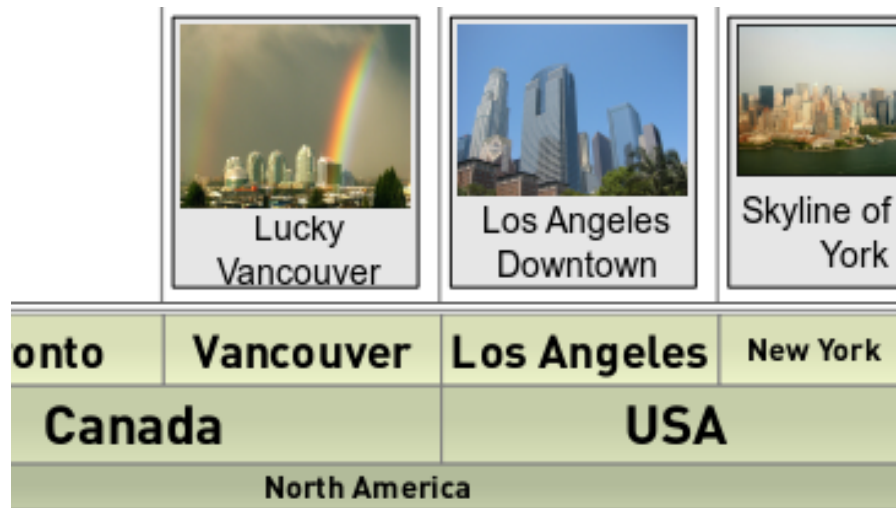 Lucky
Vancouver
Los Angeles
Downtown
Skyline of
York
onto
Vancouver
Los Angeles
New York
Canada
USA
North America